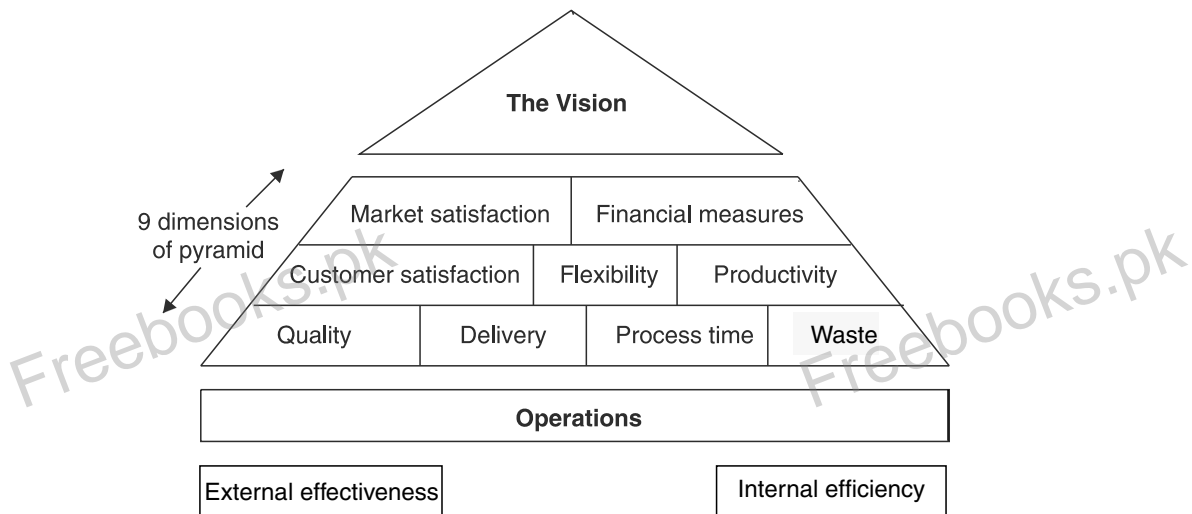 The Vision
9 dimensions
of pyramid
Market satisfaction
Financial measures
Customer satisfaction
Flexibility
Productivity
Quality
Delivery
Process time
Waste
Operations
External effectiveness
Internal efficiency
Freebooks.pk
Freebooks.pk